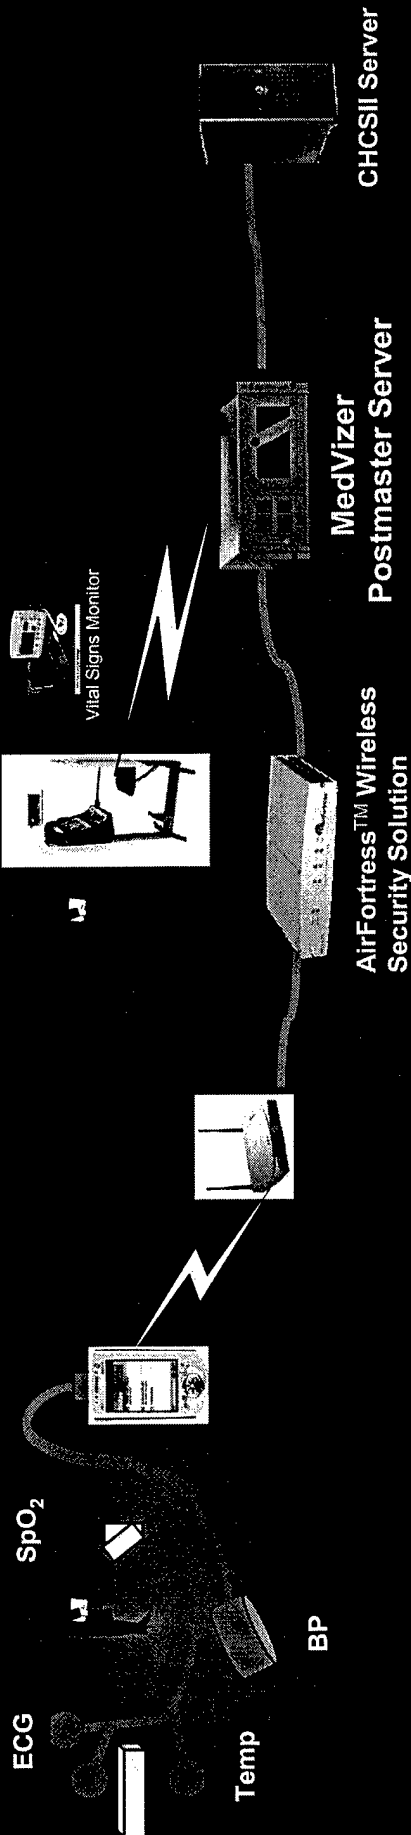 ECG
SpO₂
Temp
BP
Vital Signs Monitor
AirFortress™ Wireless
Security Solution
MedVizer
Postmaster Server
CHCSII Server